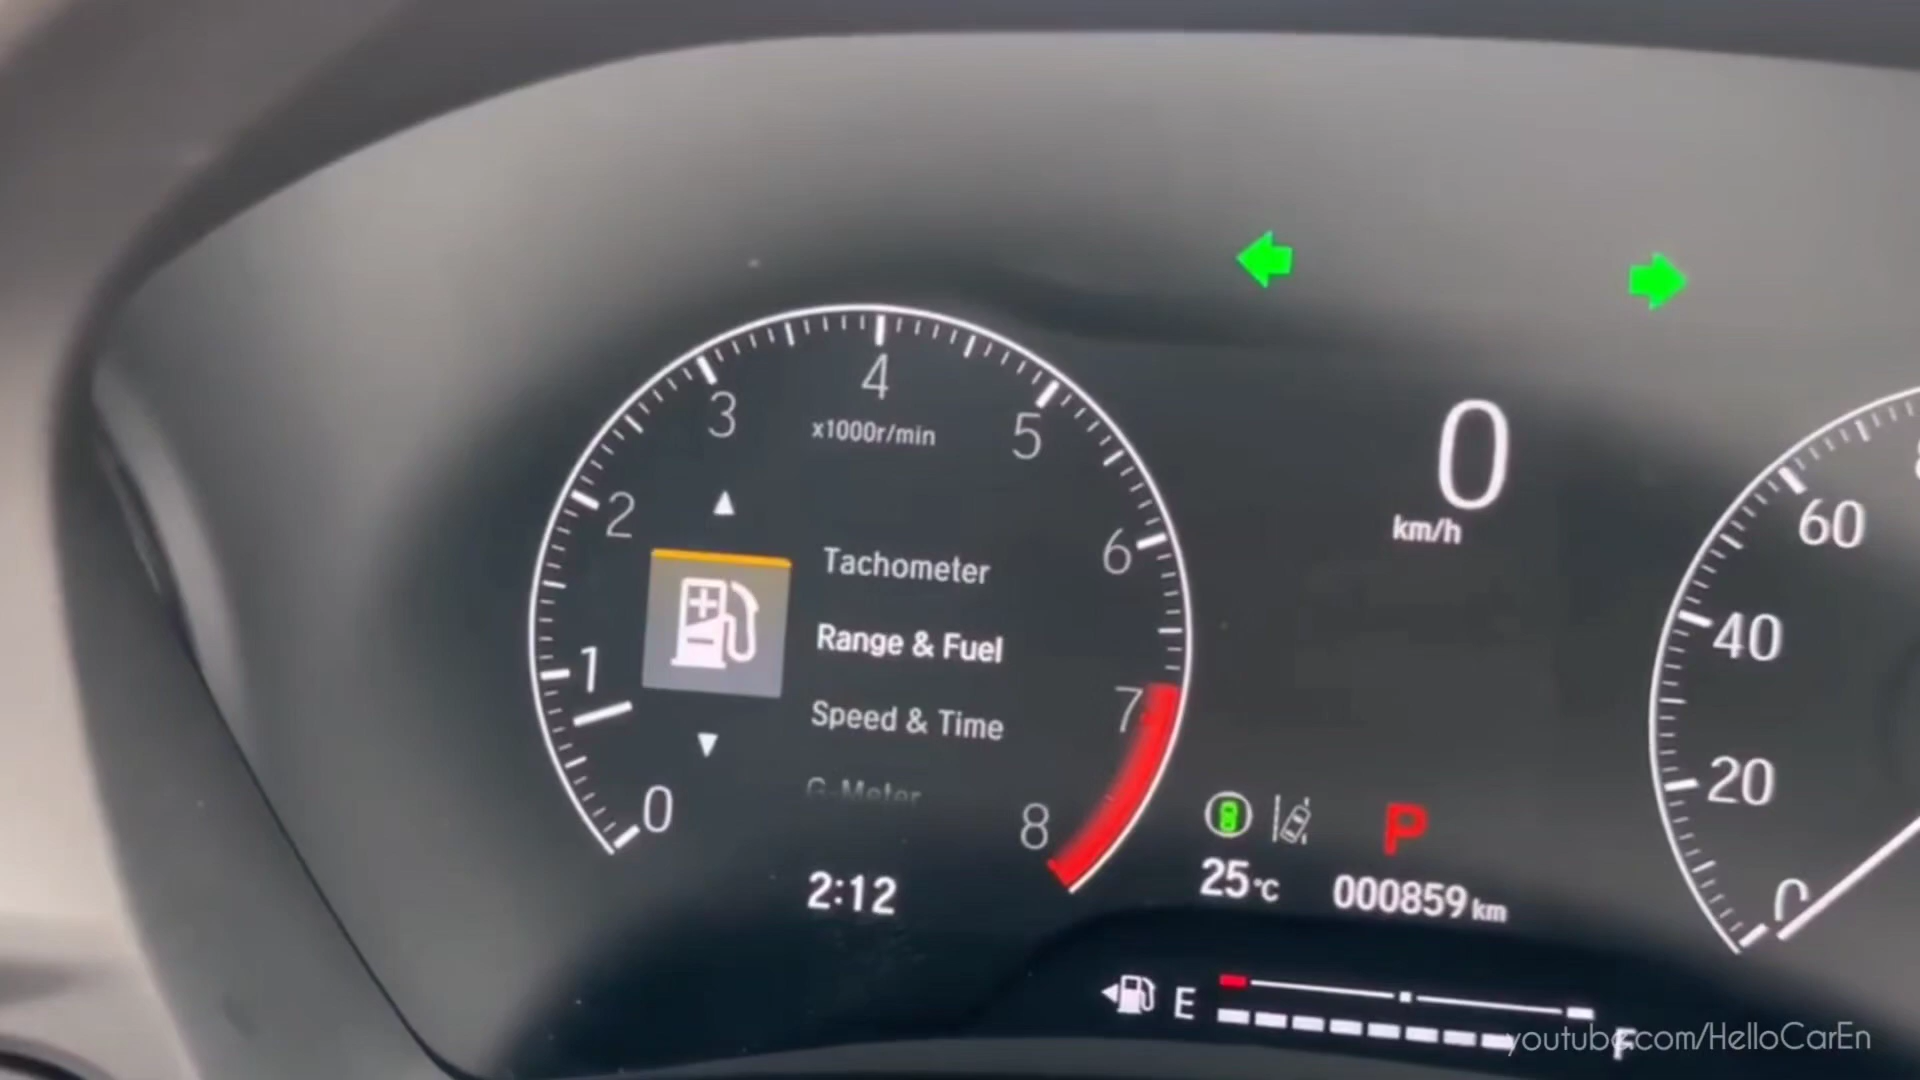 4
3
5
x1000r/min
2
6
Tachometer
Range & Fuel
1
Speed & Time
7
G-Meter
0
8
2:12
0
km/h
60
40
20
0
P
25°C
000859 km
E
F
youtube.com/HelloCarEn